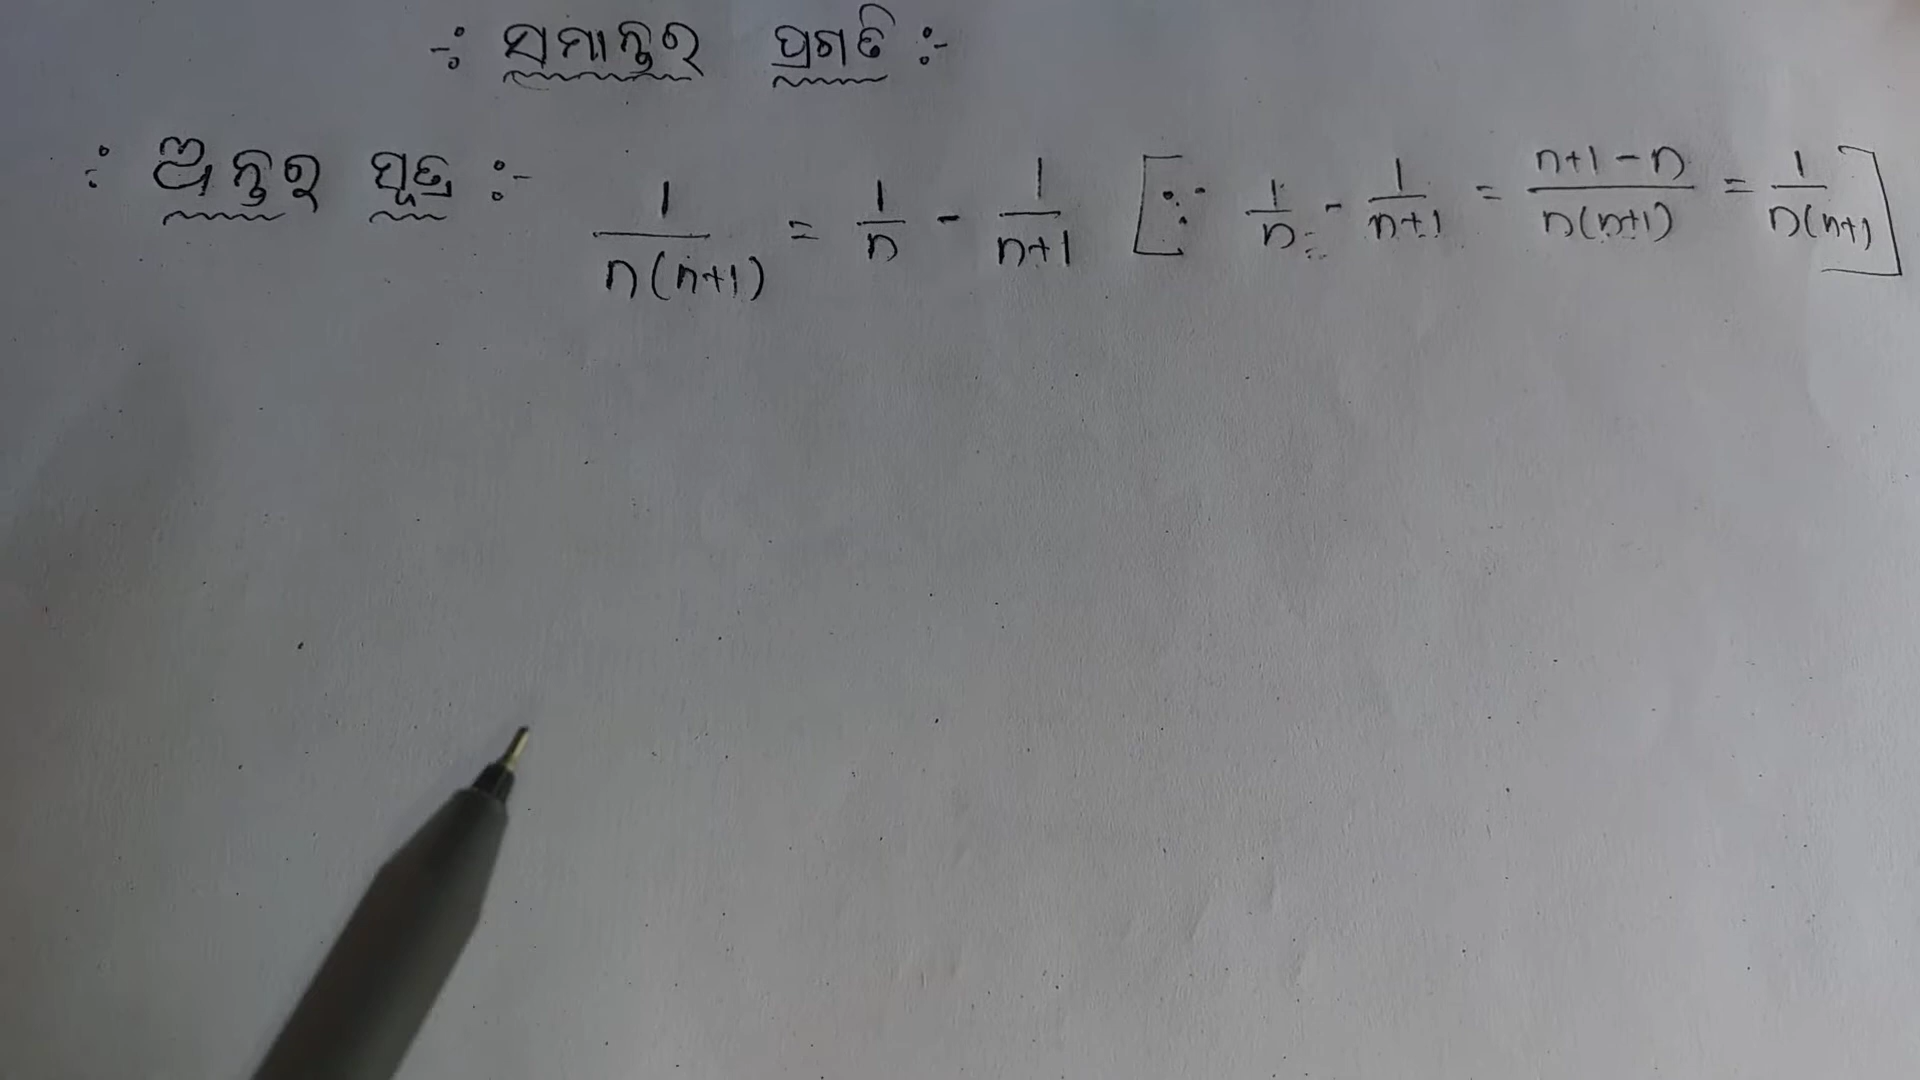 -: ସମାନ୍ତର ପ୍ରଗତି :-
: ଅନ୍ତର ସୂତ୍ର :- 1/n(n+1) = 1/n - 1/n+1 [∵ 1/n - 1/n+1 = n+1-n/n(n+1) = 1/n(n+1)]